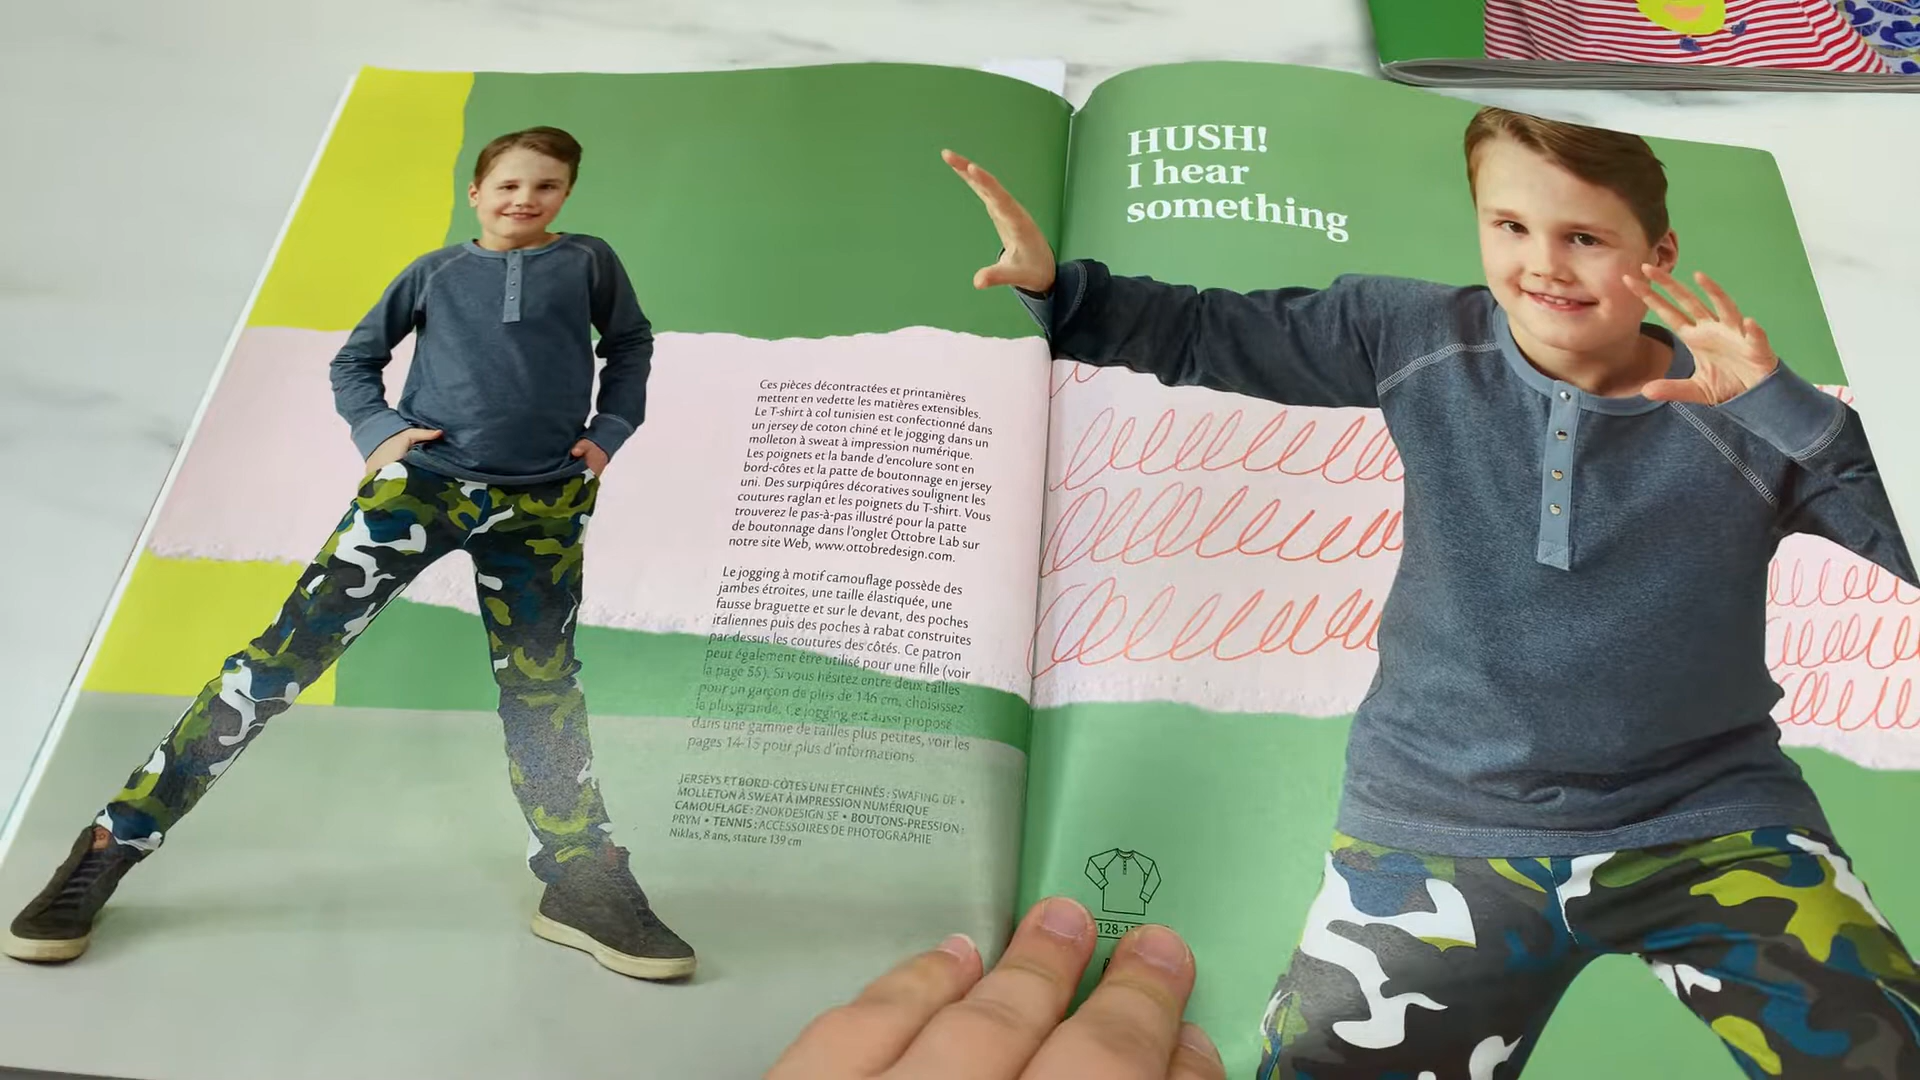 Ces pièces décontractées et printanières
mettent en vedette les matières extensibles.
Le T-shirt à col tunisien est confectionné dans
un jersey de coton chiné et le jogging dans un
molleton à sweat à impression numérique.
Les poignets et la bande d'encolure sont en
bord-côtes et la patte de boutonnage en jersey
uni. Des surpiqûres décoratives soulignent les
coutures raglan et les poignets du T-shirt. Vous
trouverez le pas-à-pas illustré pour la patte
de boutonnage dans l'onglet Ottobre Lab sur
notre site Web, www.ottobredesign.com.
Le jogging à motif camouflage possède des
jambes étroites, une taille élastiquée, une
fausse braguette et sur le devant, des poches
italiennes puis des poches à rabat construites
par-dessus les coutures des côtés. Ce patron
peut également être utilisé pour une fille (voir
la page 55). Si vous hésitez entre deux tailles
pour un garçon de plus de 146 cm, choisissez
la plus grande. Ce jogging est aussi proposé
dans une gamme de tailles plus petites, voir les
pages 14-15 pour plus d'informations.
JERSEYS ET BORD-CÔTES UNI ET CHINÉS : SWAFING DE •
MOLLETON À SWEAT À IMPRESSION NUMÉRIQUE
CAMOUFLAGE : ZNOKDESIGN SE • BOUTONS-PRESSION :
PRYM • TENNIS : ACCESSOIRES DE PHOTOGRAPHIE
Niklas, 8 ans, stature 139 cm
HUSH!
I hear
something